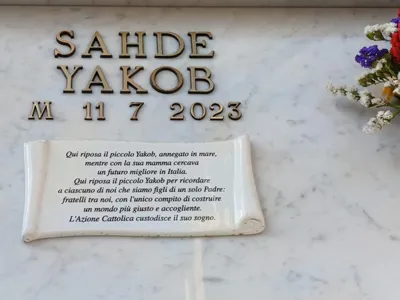 SAHDE
YAKOB
M 11 7 2023
Qui riposa il piccolo Yakob, annegato in mare,
mentre con la sua mamma cercava
un futuro migliore in Italia.
Qui riposa il piccolo Yakob per ricordare
a ciascuno di noi che siamo figli di un solo Padre:
fratelli tra noi, con l'unico compito di costruire
un mondo più giusto e accogliente.
L'Azione Cattolica custodisce il suo sogno.